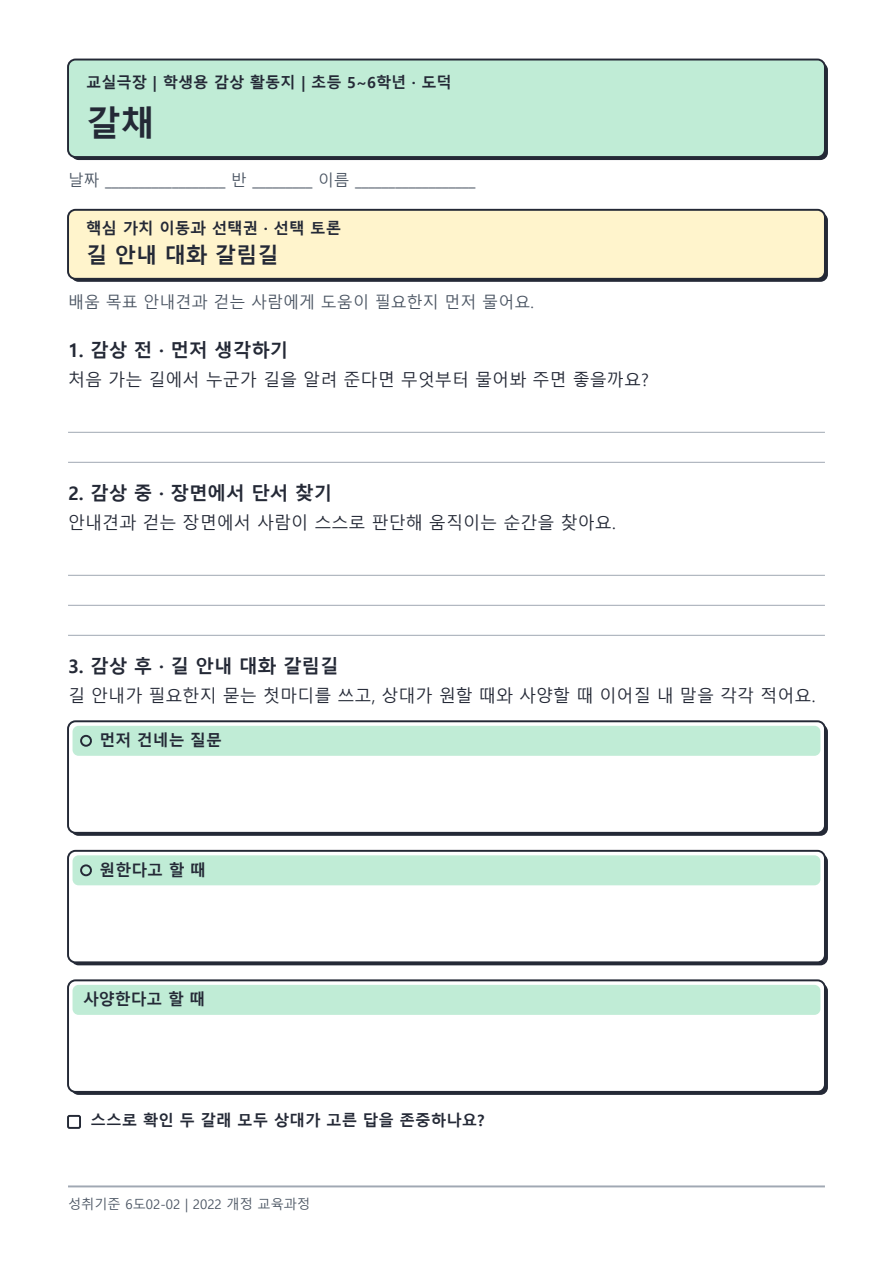 교실극장 | 학생용 감상 활동지 | 초등 5~6학년 · 도덕
갈채
날짜 _______________ 반 _______ 이름 _______________
핵심 가치 이동과 선택권 · 선택 토론
길 안내 대화 갈림길
배움 목표 안내견과 걷는 사람에게 도움이 필요한지 먼저 물어요.
1. 감상 전 · 먼저 생각하기
처음 가는 길에서 누군가 길을 알려 준다면 무엇부터 물어봐 주면 좋을까요?
2. 감상 중 · 장면에서 단서 찾기
안내견과 걷는 장면에서 사람이 스스로 판단해 움직이는 순간을 찾아요.
3. 감상 후 · 길 안내 대화 갈림길
길 안내가 필요한지 묻는 첫마디를 쓰고, 상대가 원할 때와 사양할 때 이어질 내 말을 각각 적어요.
먼저 건네는 질문
원한다고 할 때
사양한다고 할 때
스스로 확인 두 갈래 모두 상대가 고른 답을 존중하나요?
성취기준 6도02-02 | 2022 개정 교육과정